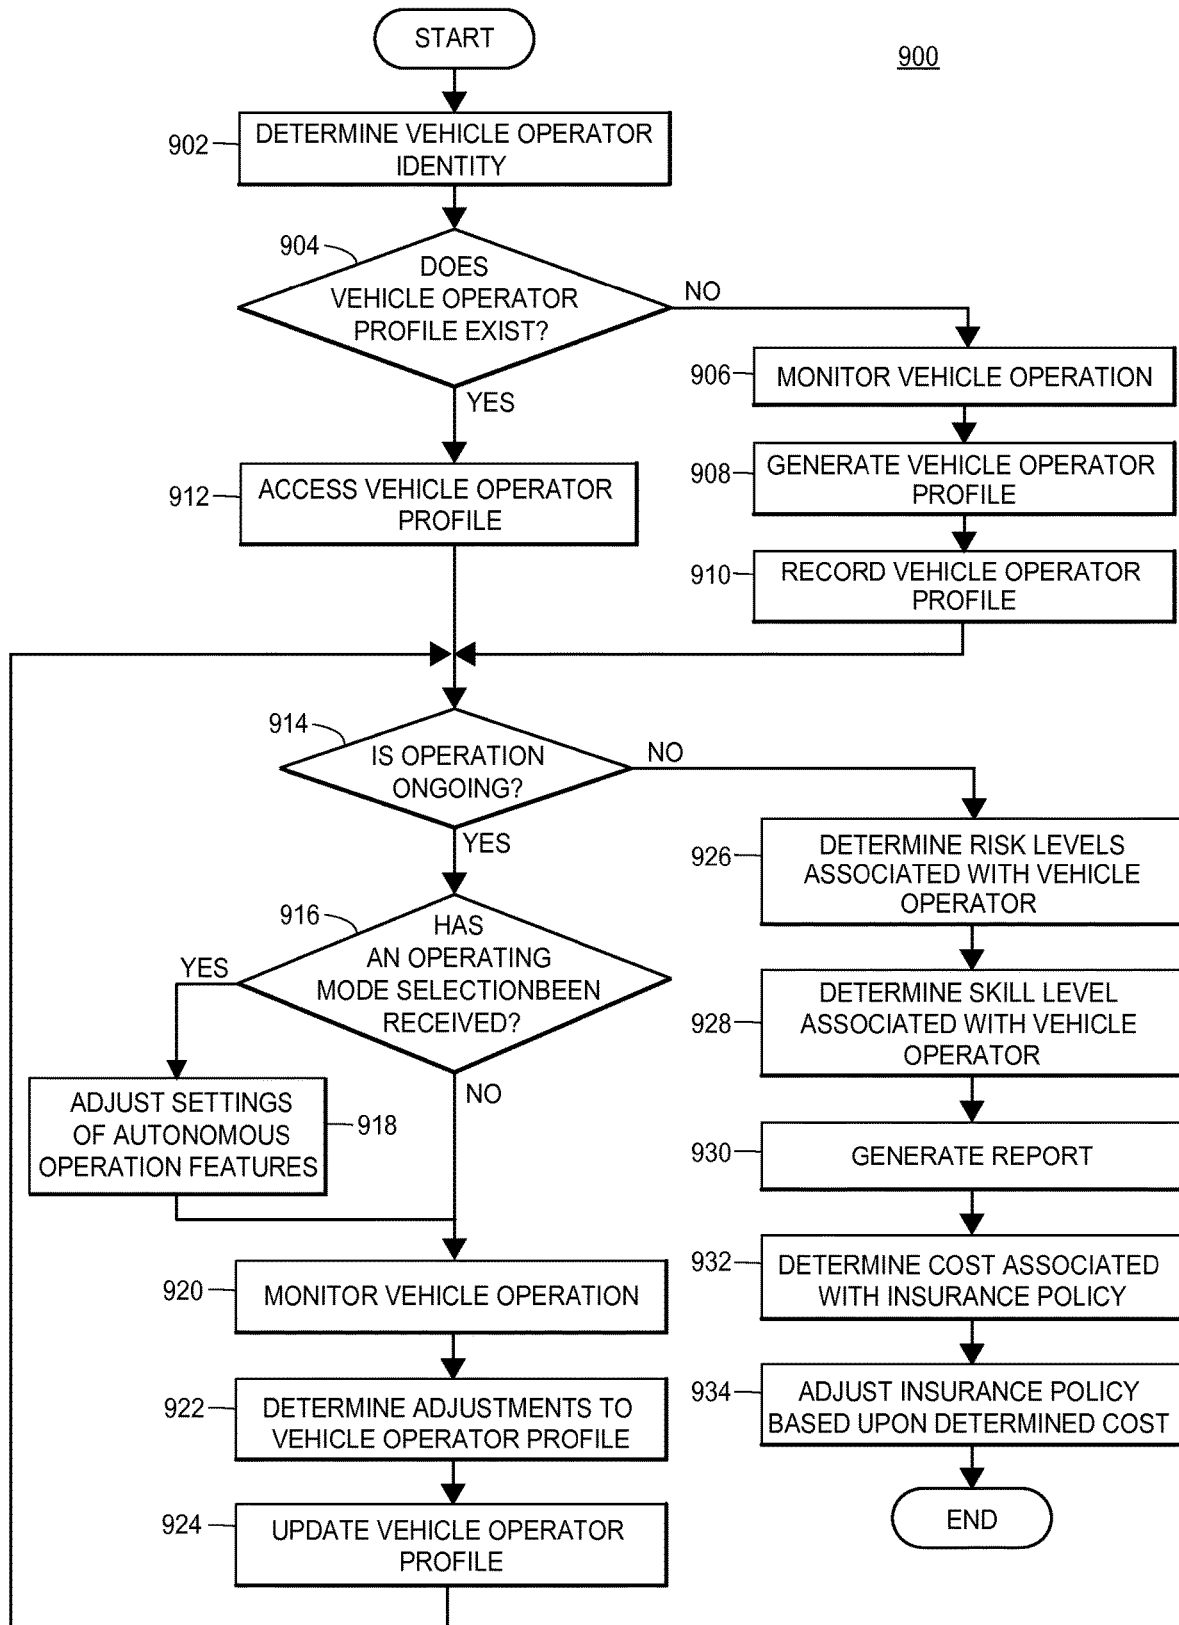 START
900
902
DETERMINE VEHICLE OPERATOR
IDENTITY
904
DOES
VEHICLE OPERATOR
PROFILE EXIST?
NO
YES
906
MONITOR VEHICLE OPERATION
908
GENERATE VEHICLE OPERATOR
PROFILE
910
RECORD VEHICLE OPERATOR
PROFILE
912
ACCESS VEHICLE OPERATOR
PROFILE
914
IS OPERATION
ONGOING?
NO
YES
916
HAS
AN OPERATING
MODE SELECTIONBEEN
RECEIVED?
YES
NO
ADJUST SETTINGS
OF AUTONOMOUS
OPERATION FEATURES
918
920
MONITOR VEHICLE OPERATION
922
DETERMINE ADJUSTMENTS TO
VEHICLE OPERATOR PROFILE
924
UPDATE VEHICLE OPERATOR
PROFILE
926
DETERMINE RISK LEVELS
ASSOCIATED WITH VEHICLE
OPERATOR
928
DETERMINE SKILL LEVEL
ASSOCIATED WITH VEHICLE
OPERATOR
930
GENERATE REPORT
932
DETERMINE COST ASSOCIATED
WITH INSURANCE POLICY
934
ADJUST INSURANCE POLICY
BASED UPON DETERMINED COST
END